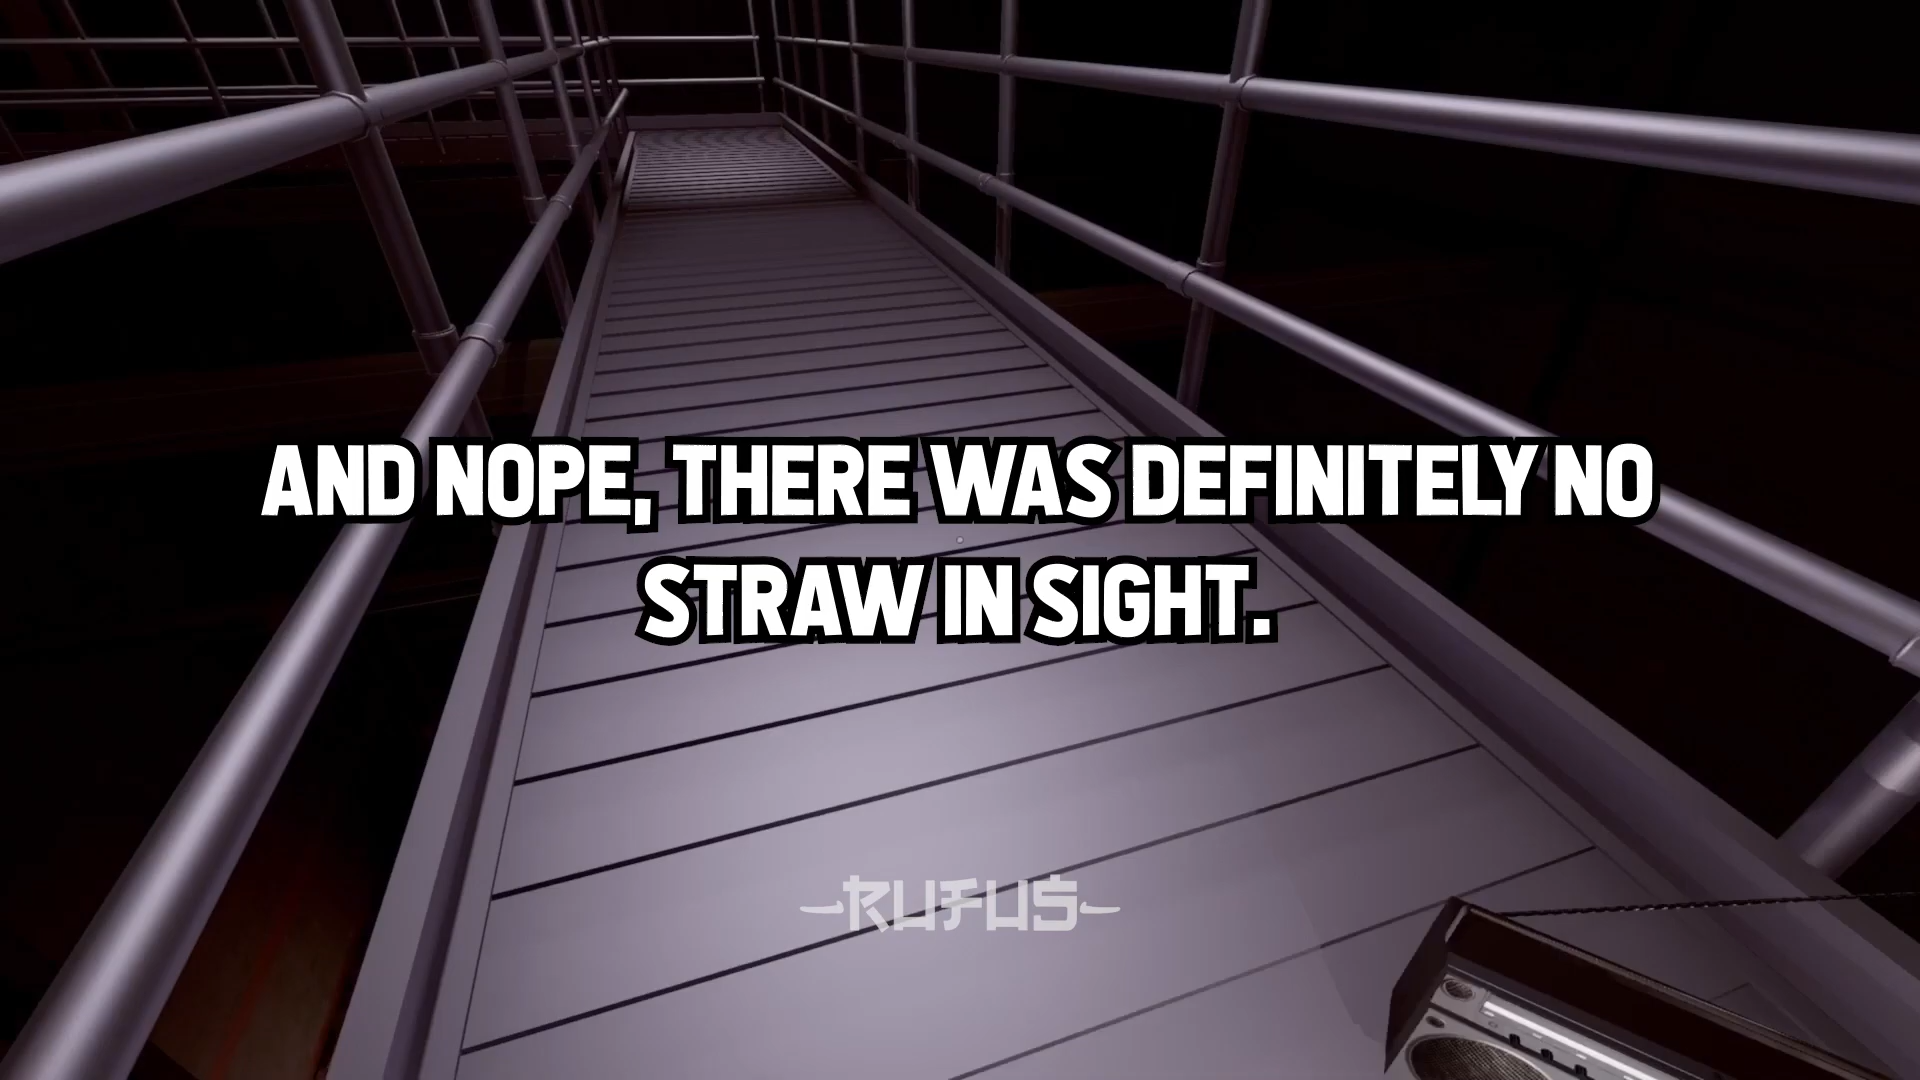 AND NOPE, THERE WAS DEFINITELY NO
STRAW IN SIGHT.
RUFUS